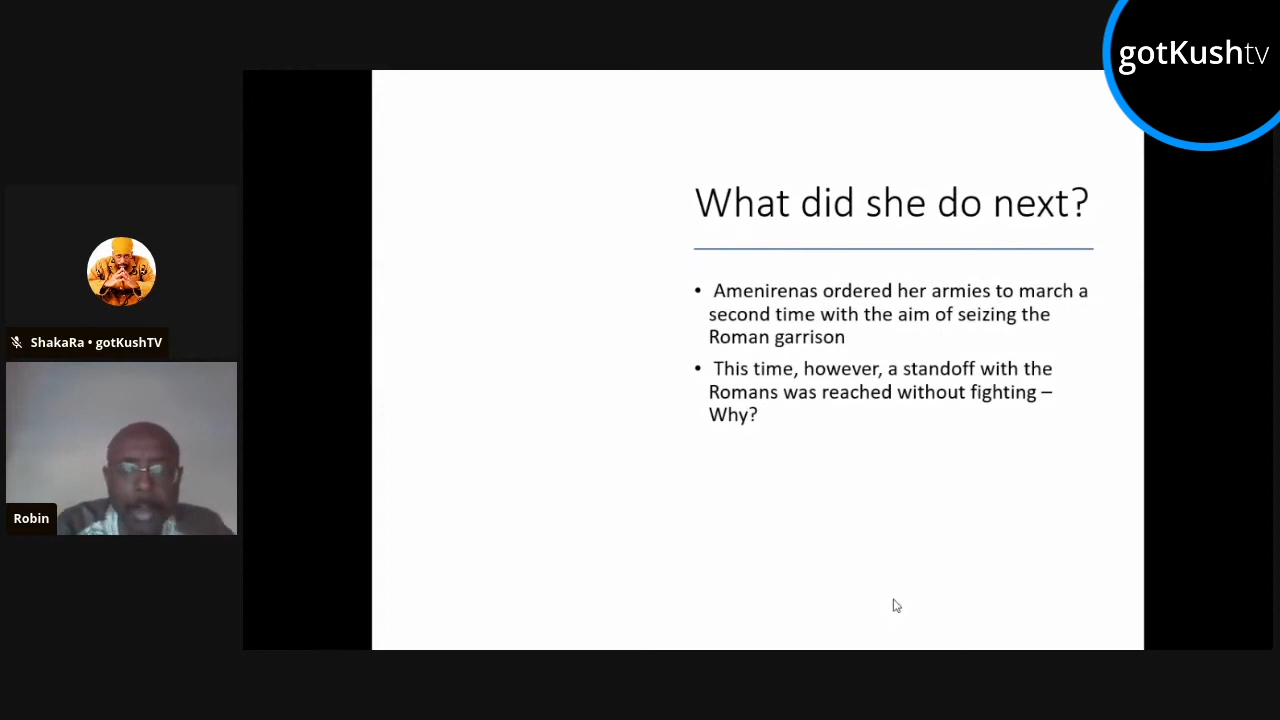 gotKushtv
What did she do next?
• Amenirenas ordered her armies to march a
second time with the aim of seizing the
Roman garrison
• This time, however, a standoff with the
Romans was reached without fighting –
Why?
ShakaRa • gotKushTV
Robin